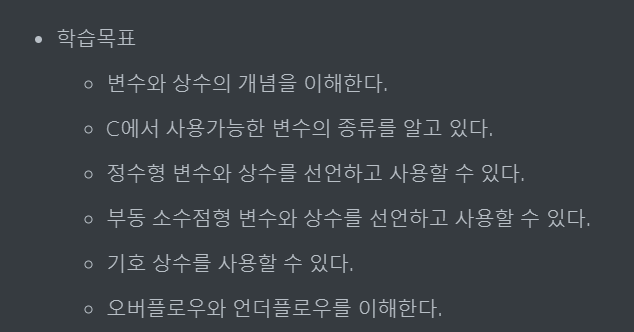 학습목표
변수와 상수의 개념을 이해한다.
C에서 사용가능한 변수의 종류를 알고 있다.
정수형 변수와 상수를 선언하고 사용할 수 있다.
부동 소수점형 변수와 상수를 선언하고 사용할 수 있다.
기호 상수를 사용할 수 있다.
오버플로우와 언더플로우를 이해한다.